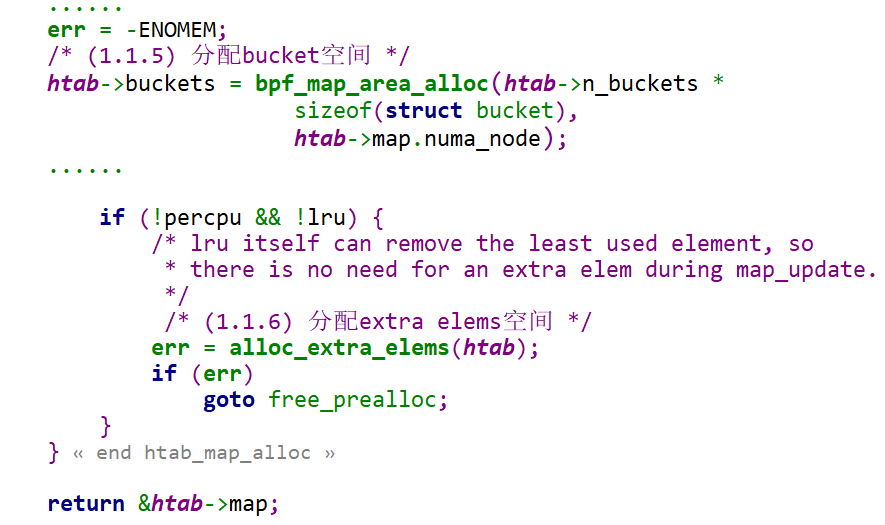 ......
err = -ENOMEM;
/* (1.1.5) 分配bucket空间 */
htab->buckets = bpf_map_area_alloc(htab->n_buckets *
sizeof(struct bucket),
htab->map.numa_node);
......
if (!percpu && !lru) {
/* lru itself can remove the least used element, so
* there is no need for an extra elem during map_update.
*/
/* (1.1.6) 分配extra elems空间 */
err = alloc_extra_elems(htab);
if (err)
goto free_prealloc;
}
} « end htab_map_alloc »
return &htab->map;